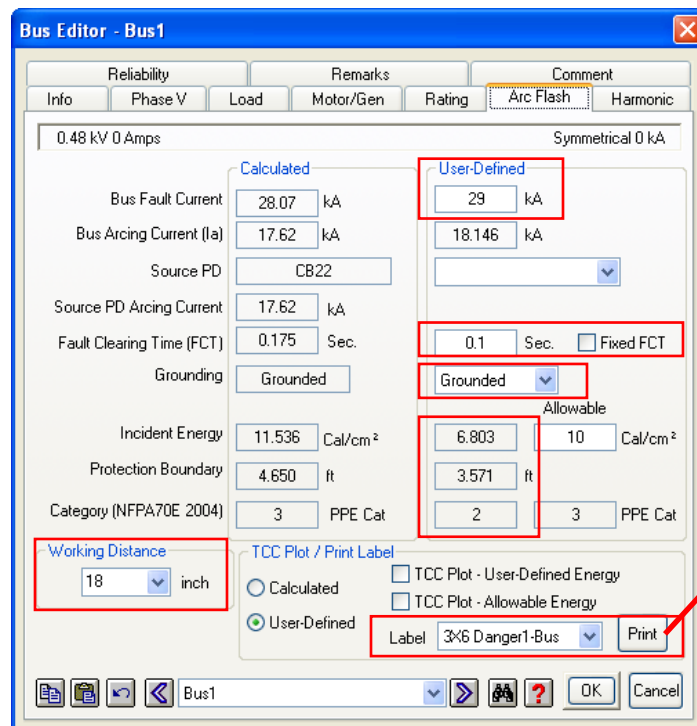 Bus Editor - Bus1
Reliability Remarks Comment
Info Phase V Load Motor/Gen Rating Arc Flash Harmonic
0.48 kV 0 Amps Symmetrical 0 kA
Calculated User-Defined
Bus Fault Current 28.07 kA 29 kA
Bus Arcing Current (Ia) 17.62 kA 18.146 kA
Source PD CB22
Source PD Arcing Current 17.62 kA
Fault Clearing Time (FCT) 0.175 Sec. 0.1 Sec. Fixed FCT
Grounding Grounded Grounded
Allowable
Incident Energy 11.536 Cal/cm² 6.803 10 Cal/cm²
Protection Boundary 4.650 ft 3.571 ft
Category (NFPA70E 2004) 3 PPE Cat 2 3 PPE Cat
Working Distance TCC Plot / Print Label
18 inch Calculated TCC Plot - User-Defined Energy
TCC Plot - Allowable Energy
User-Defined Label 3X6 Danger1-Bus Print
Bus1 ? OK Cancel